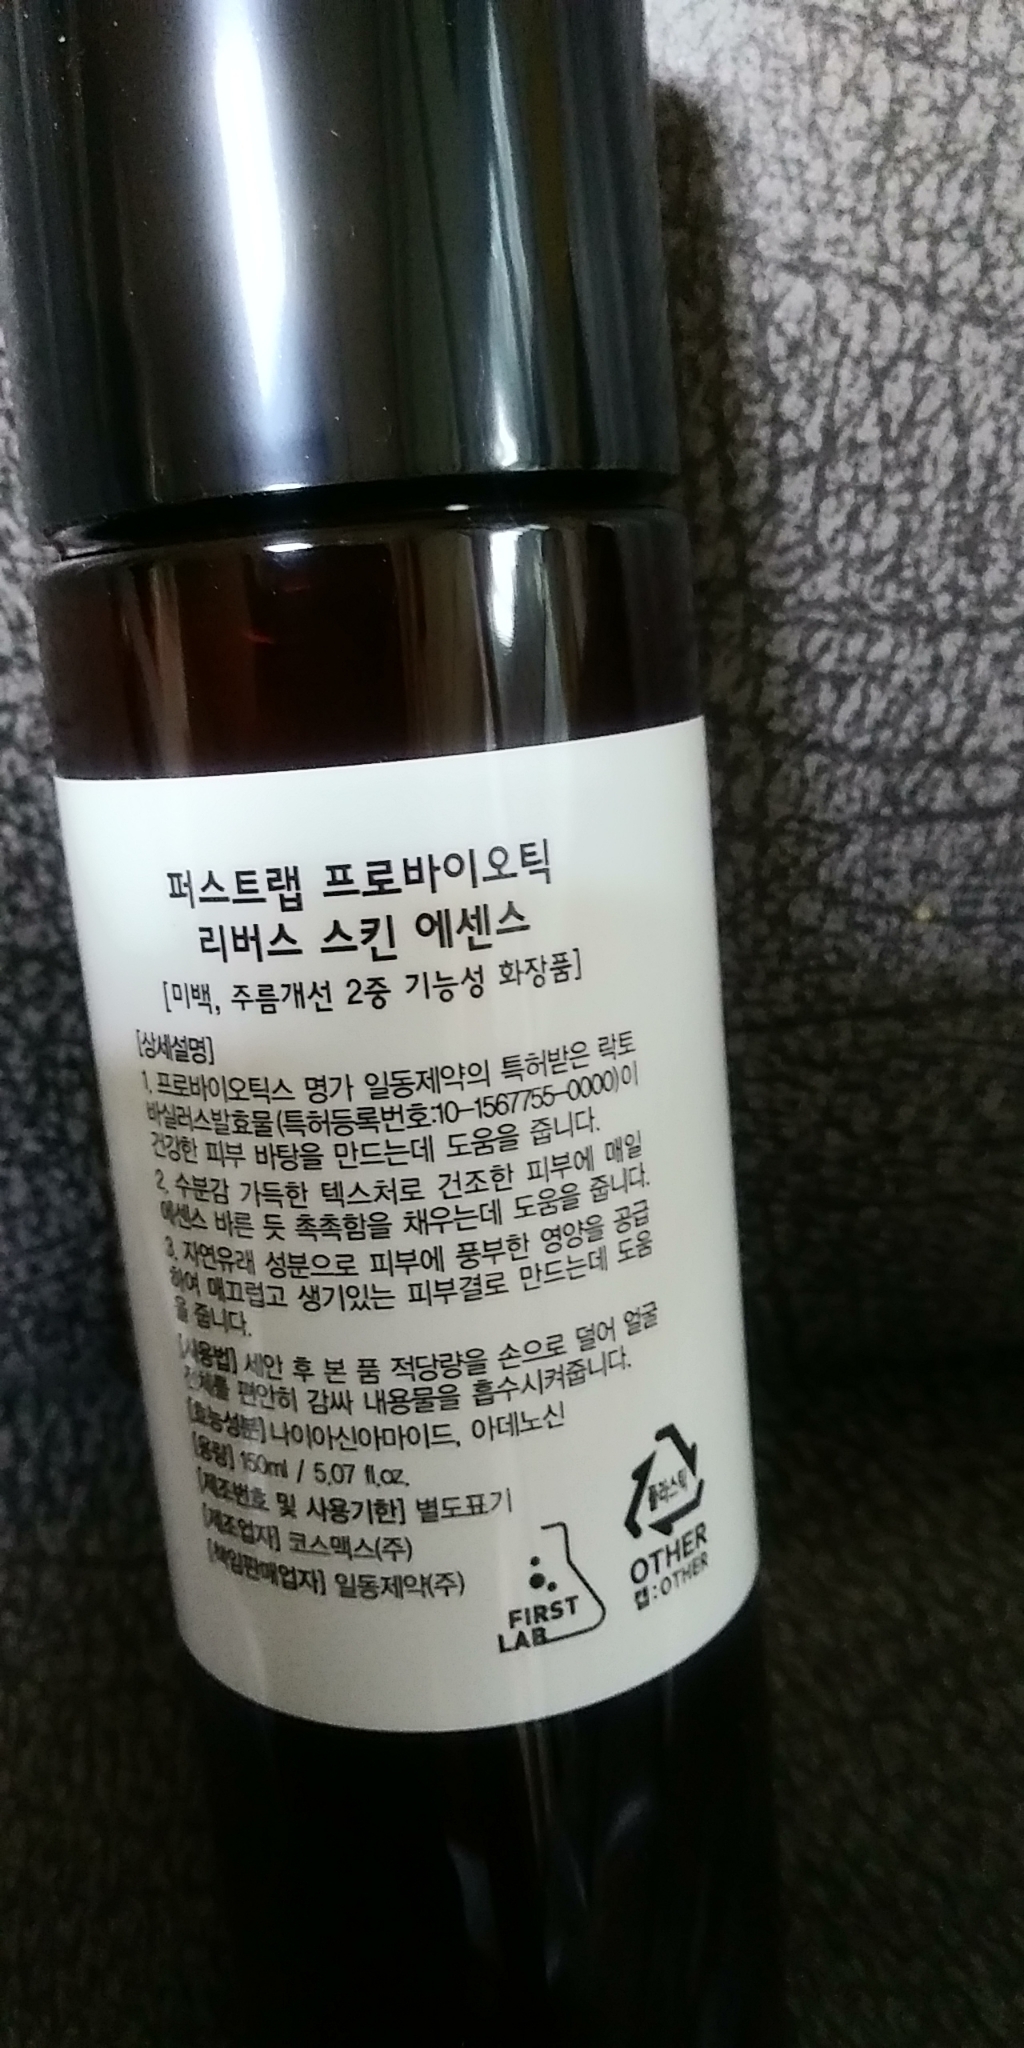 퍼스트랩 프로바이오틱
리버스 스킨 에센스
[미백, 주름개선 2중 기능성 화장품]
[상세설명]
1. 프로바이오틱스 명가 일동제약의 특허받은 락토
바실러스발효물(특허등록번호:10-1567755-0000)이
건강한 피부 바탕을 만드는데 도움을 줍니다.
2. 수분감 가득한 텍스처로 건조한 피부에 매일
에센스 바른 듯 촉촉함을 채우는데 도움을 줍니다.
3. 자연유래 성분으로 피부에 풍부한 영양을 공급
하여 매끄럽고 생기있는 피부결로 만드는데 도움
을 줍니다.
[사용법] 세안 후 본 품 적당량을 손으로 덜어 얼굴
전체를 편안히 감싸 내용물을 흡수시켜줍니다.
[효능성분] 나이아신아마이드, 아데노신
[용량] 150ml / 5.07 fl.oz.
[제조번호 및 사용기한] 별도표기
[제조업자] 코스맥스(주)
[책임판매업자] 일동제약(주)
FIRST
LAB
플라스틱
OTHER
캡:OTHER